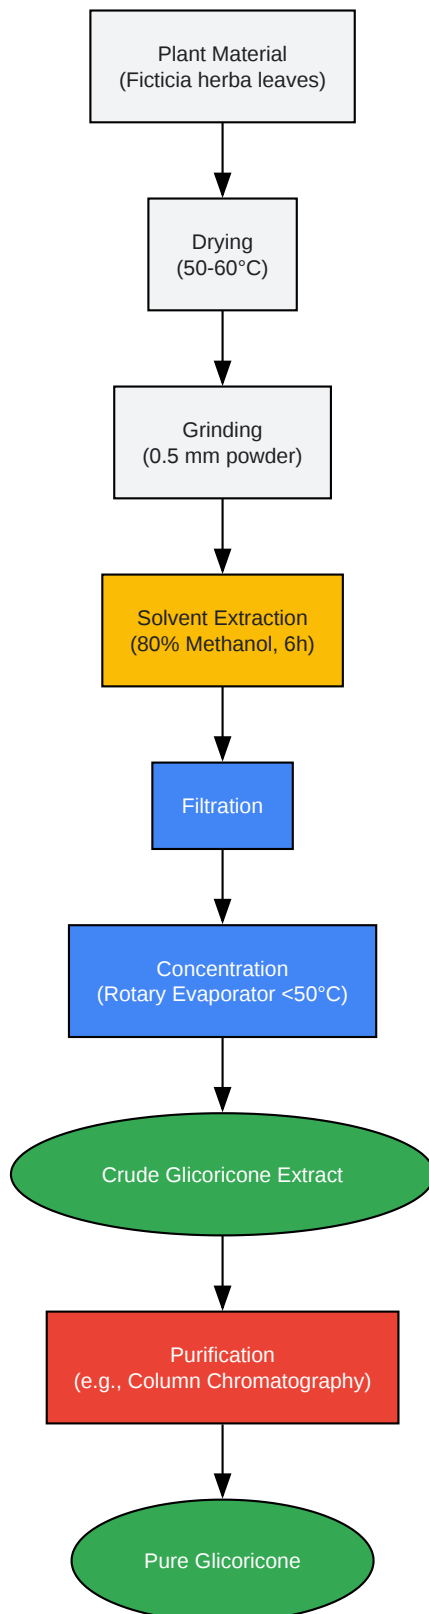 Plant Material
(Ficticia herba leaves)
Drying
(50-60°C)
Grinding
(0.5 mm powder)
Solvent Extraction
(80% Methanol, 6h)
Filtration
Concentration
(Rotary Evaporator <50°C)
Crude Glicoricone Extract
Purification
(e.g., Column Chromatography)
Pure Glicoricone